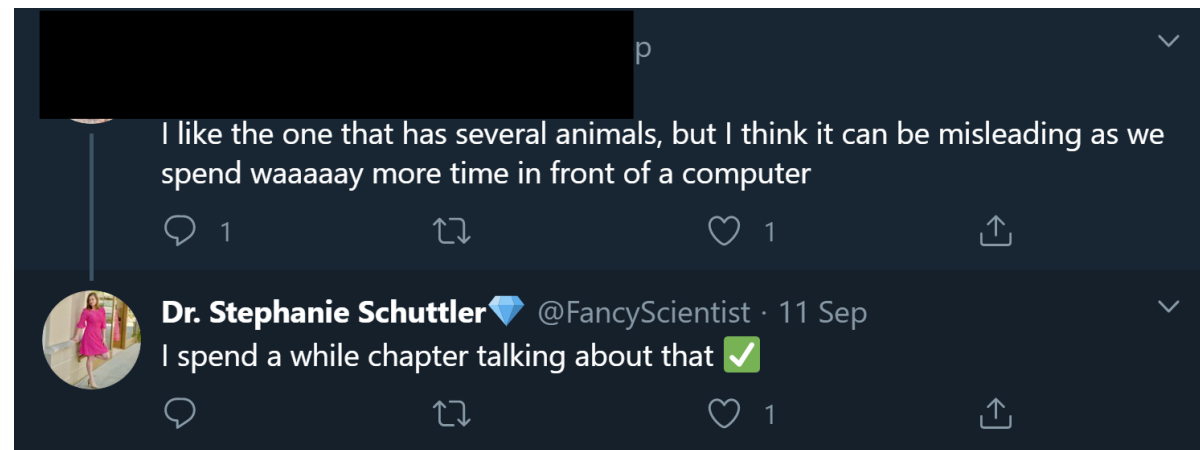 p
I like the one that has several animals, but I think it can be misleading as we
spend waaaaay more time in front of a computer
1
1
Dr. Stephanie Schuttler💎 @FancyScientist · 11 Sep
I spend a while chapter talking about that ✅
1